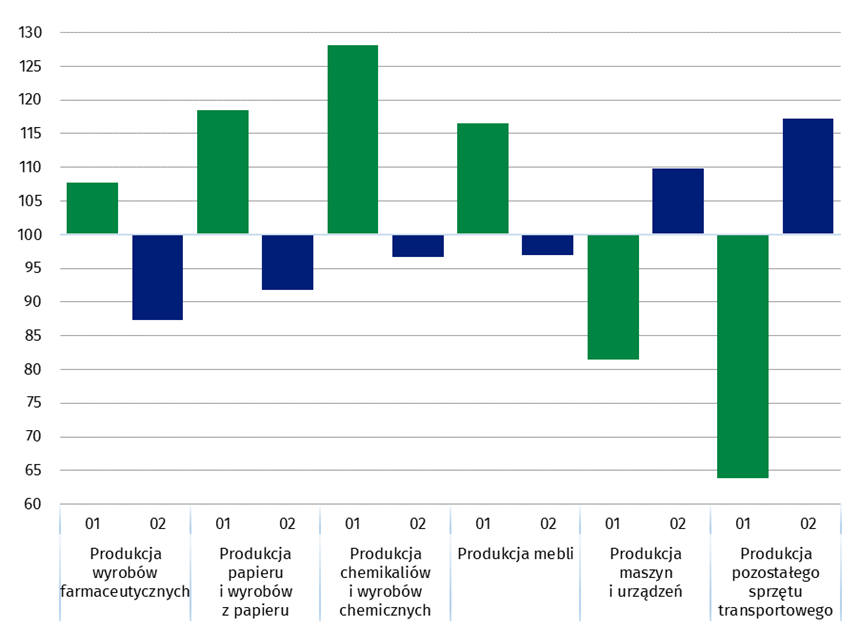 130
125
120
115
110
105
100
95
90
85
80
75
70
65
60
01 02 01 02 01 02 01 02 01 02 01 02
Produkcja
wyrobów
farmaceutycznych
Produkcja
papieru
i wyrobów
z papieru
Produkcja
chemikaliów
i wyrobów
chemicznych
Produkcja mebli
Produkcja
maszyn
i urządzeń
Produkcja
pozostałego
sprzętu
transportowego